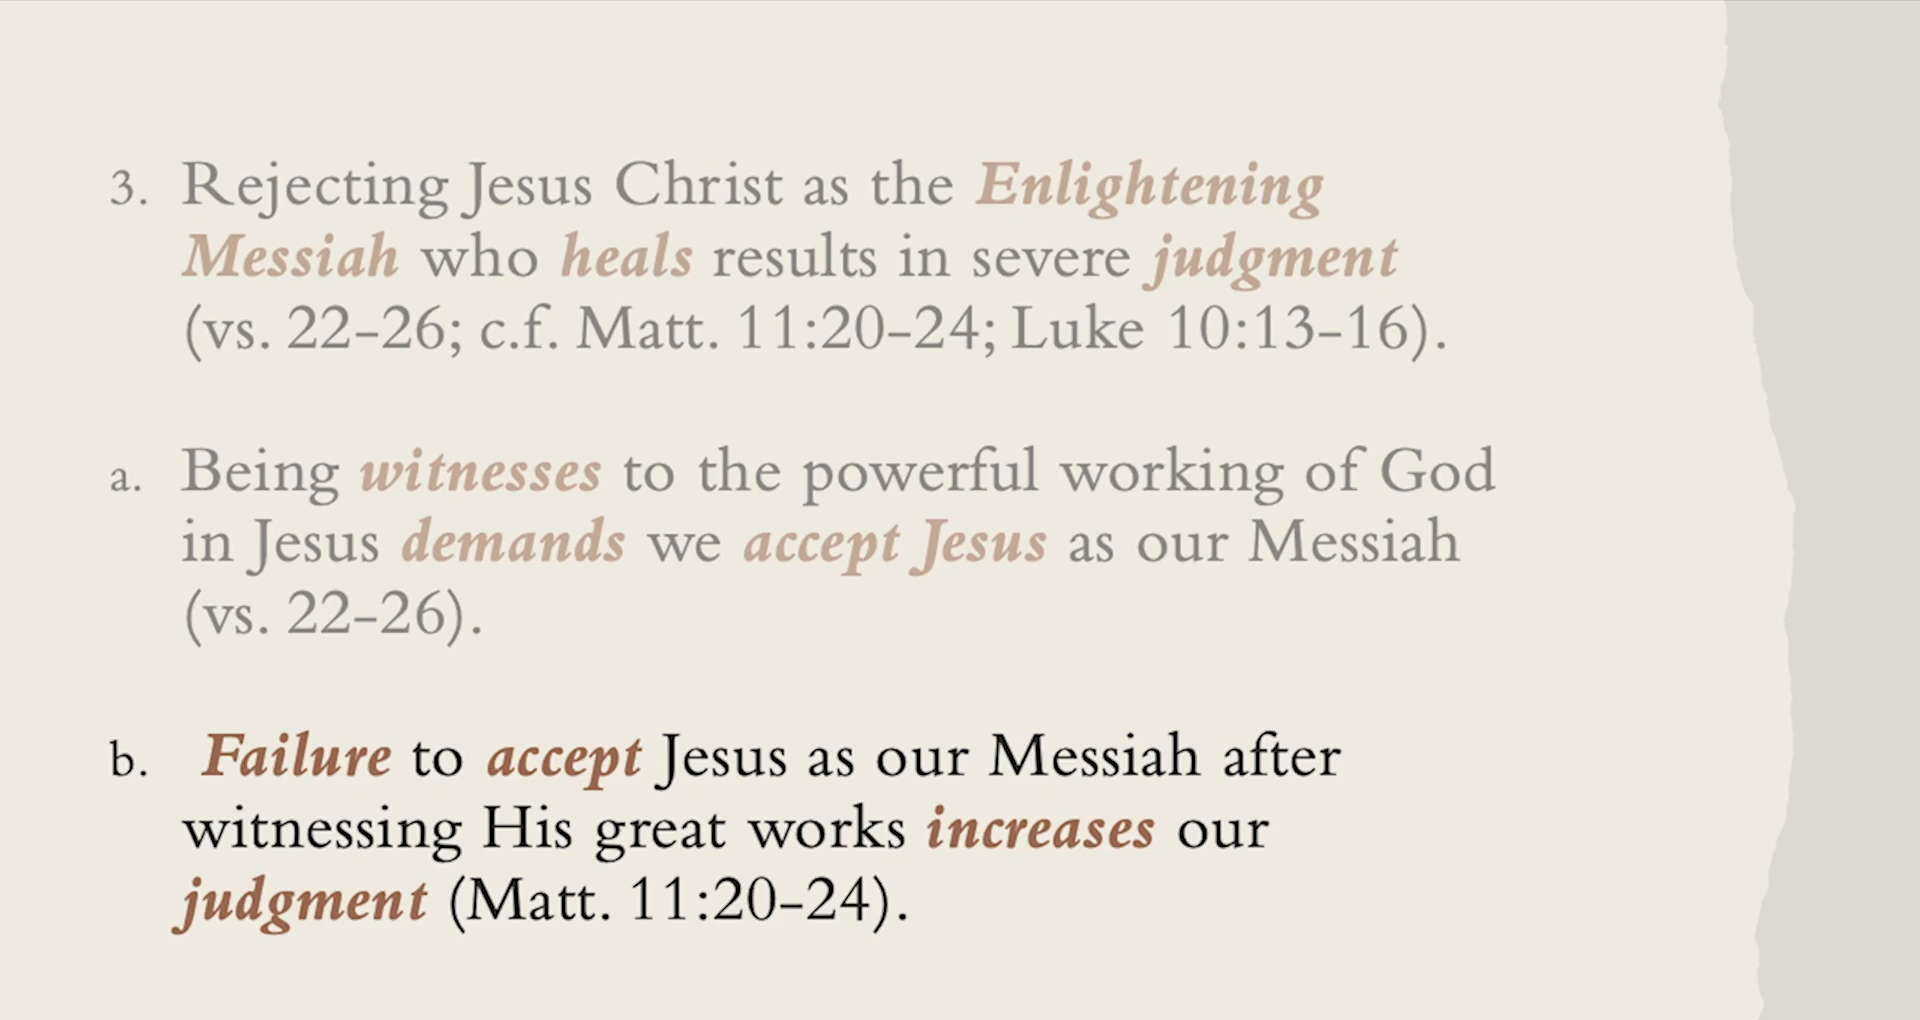 3. Rejecting Jesus Christ as the Enlightening
Messiah who heals results in severe judgment
(vs. 22-26; c.f. Matt. 11:20-24; Luke 10:13-16).
a. Being witnesses to the powerful working of God
in Jesus demands we accept Jesus as our Messiah
(vs. 22-26).
b. Failure to accept Jesus as our Messiah after
witnessing His great works increases our
judgment (Matt. 11:20-24).